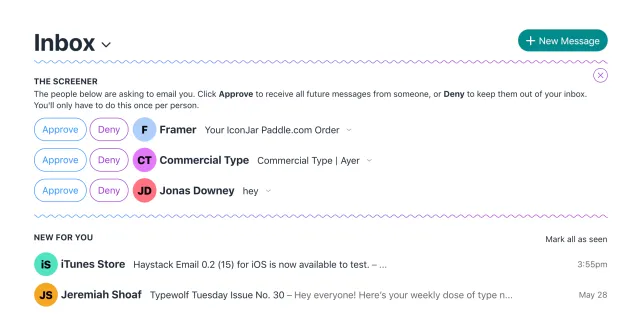 Inbox
+ New Message
THE SCREENER
The people below are asking to email you. Click Approve to receive all future messages from someone, or Deny to keep them out of your inbox.
You'll only have to do this once per person.
Approve Deny F Framer Your IconJar Paddle.com Order
Approve Deny CT Commercial Type Commercial Type | Ayer
Approve Deny JD Jonas Downey hey
NEW FOR YOU Mark all as seen
iS iTunes Store Haystack Email 0.2 (15) for iOS is now available to test. – ... 3:55pm
JS Jeremiah Shoaf Typewolf Tuesday Issue No. 30 – Hey everyone! Here's your weekly dose of type n... May 28